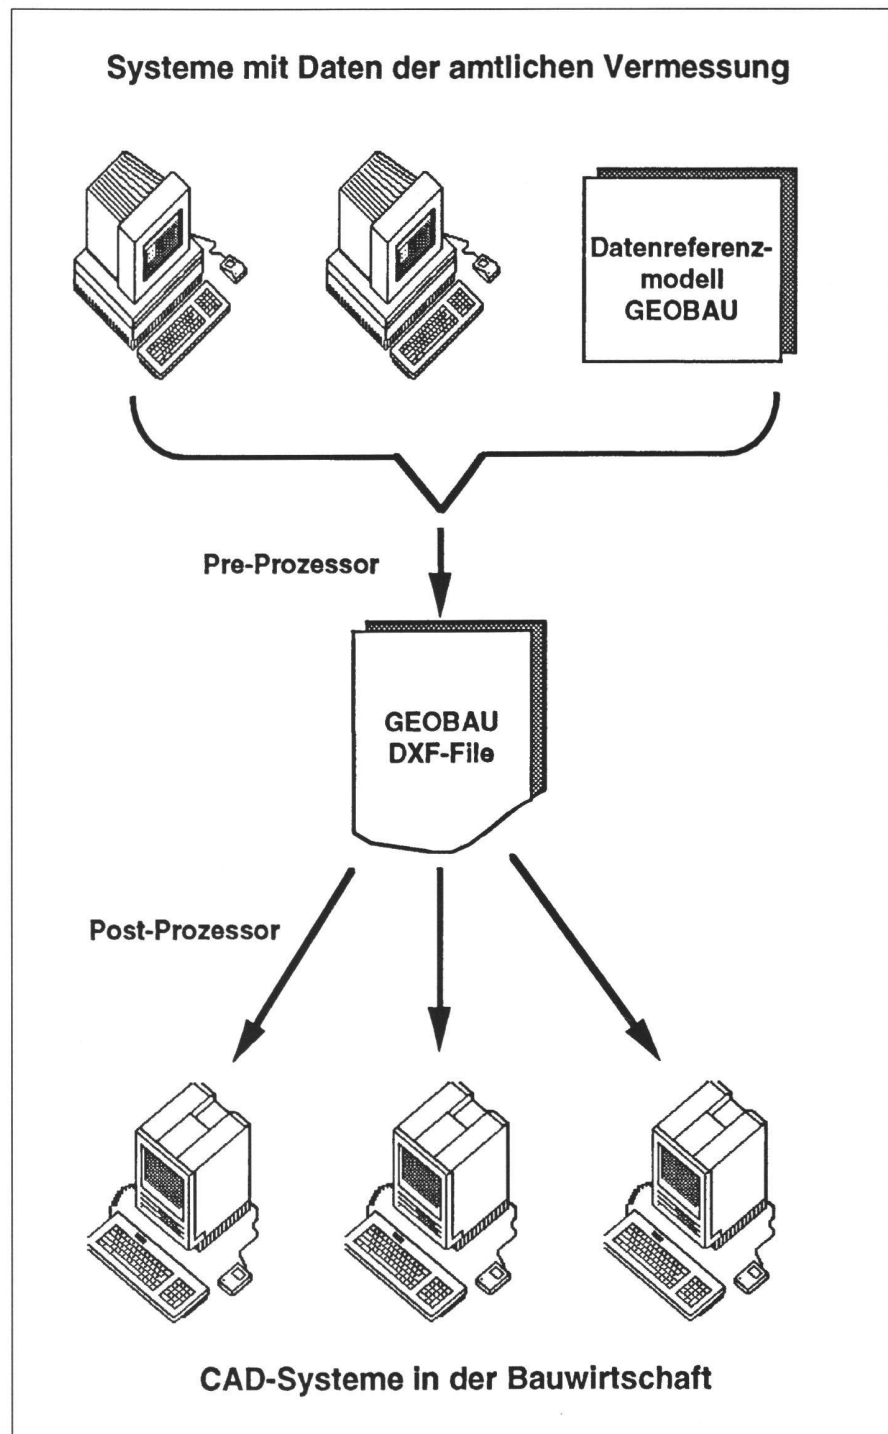 Systeme mit Daten der amtlichen Vermessung
Datenreferenz-
modell
GEOBAU
Pre-Prozessor
GEOBAU
DXF-File
Post-Prozessor
CAD-Systeme in der Bauwirtschaft